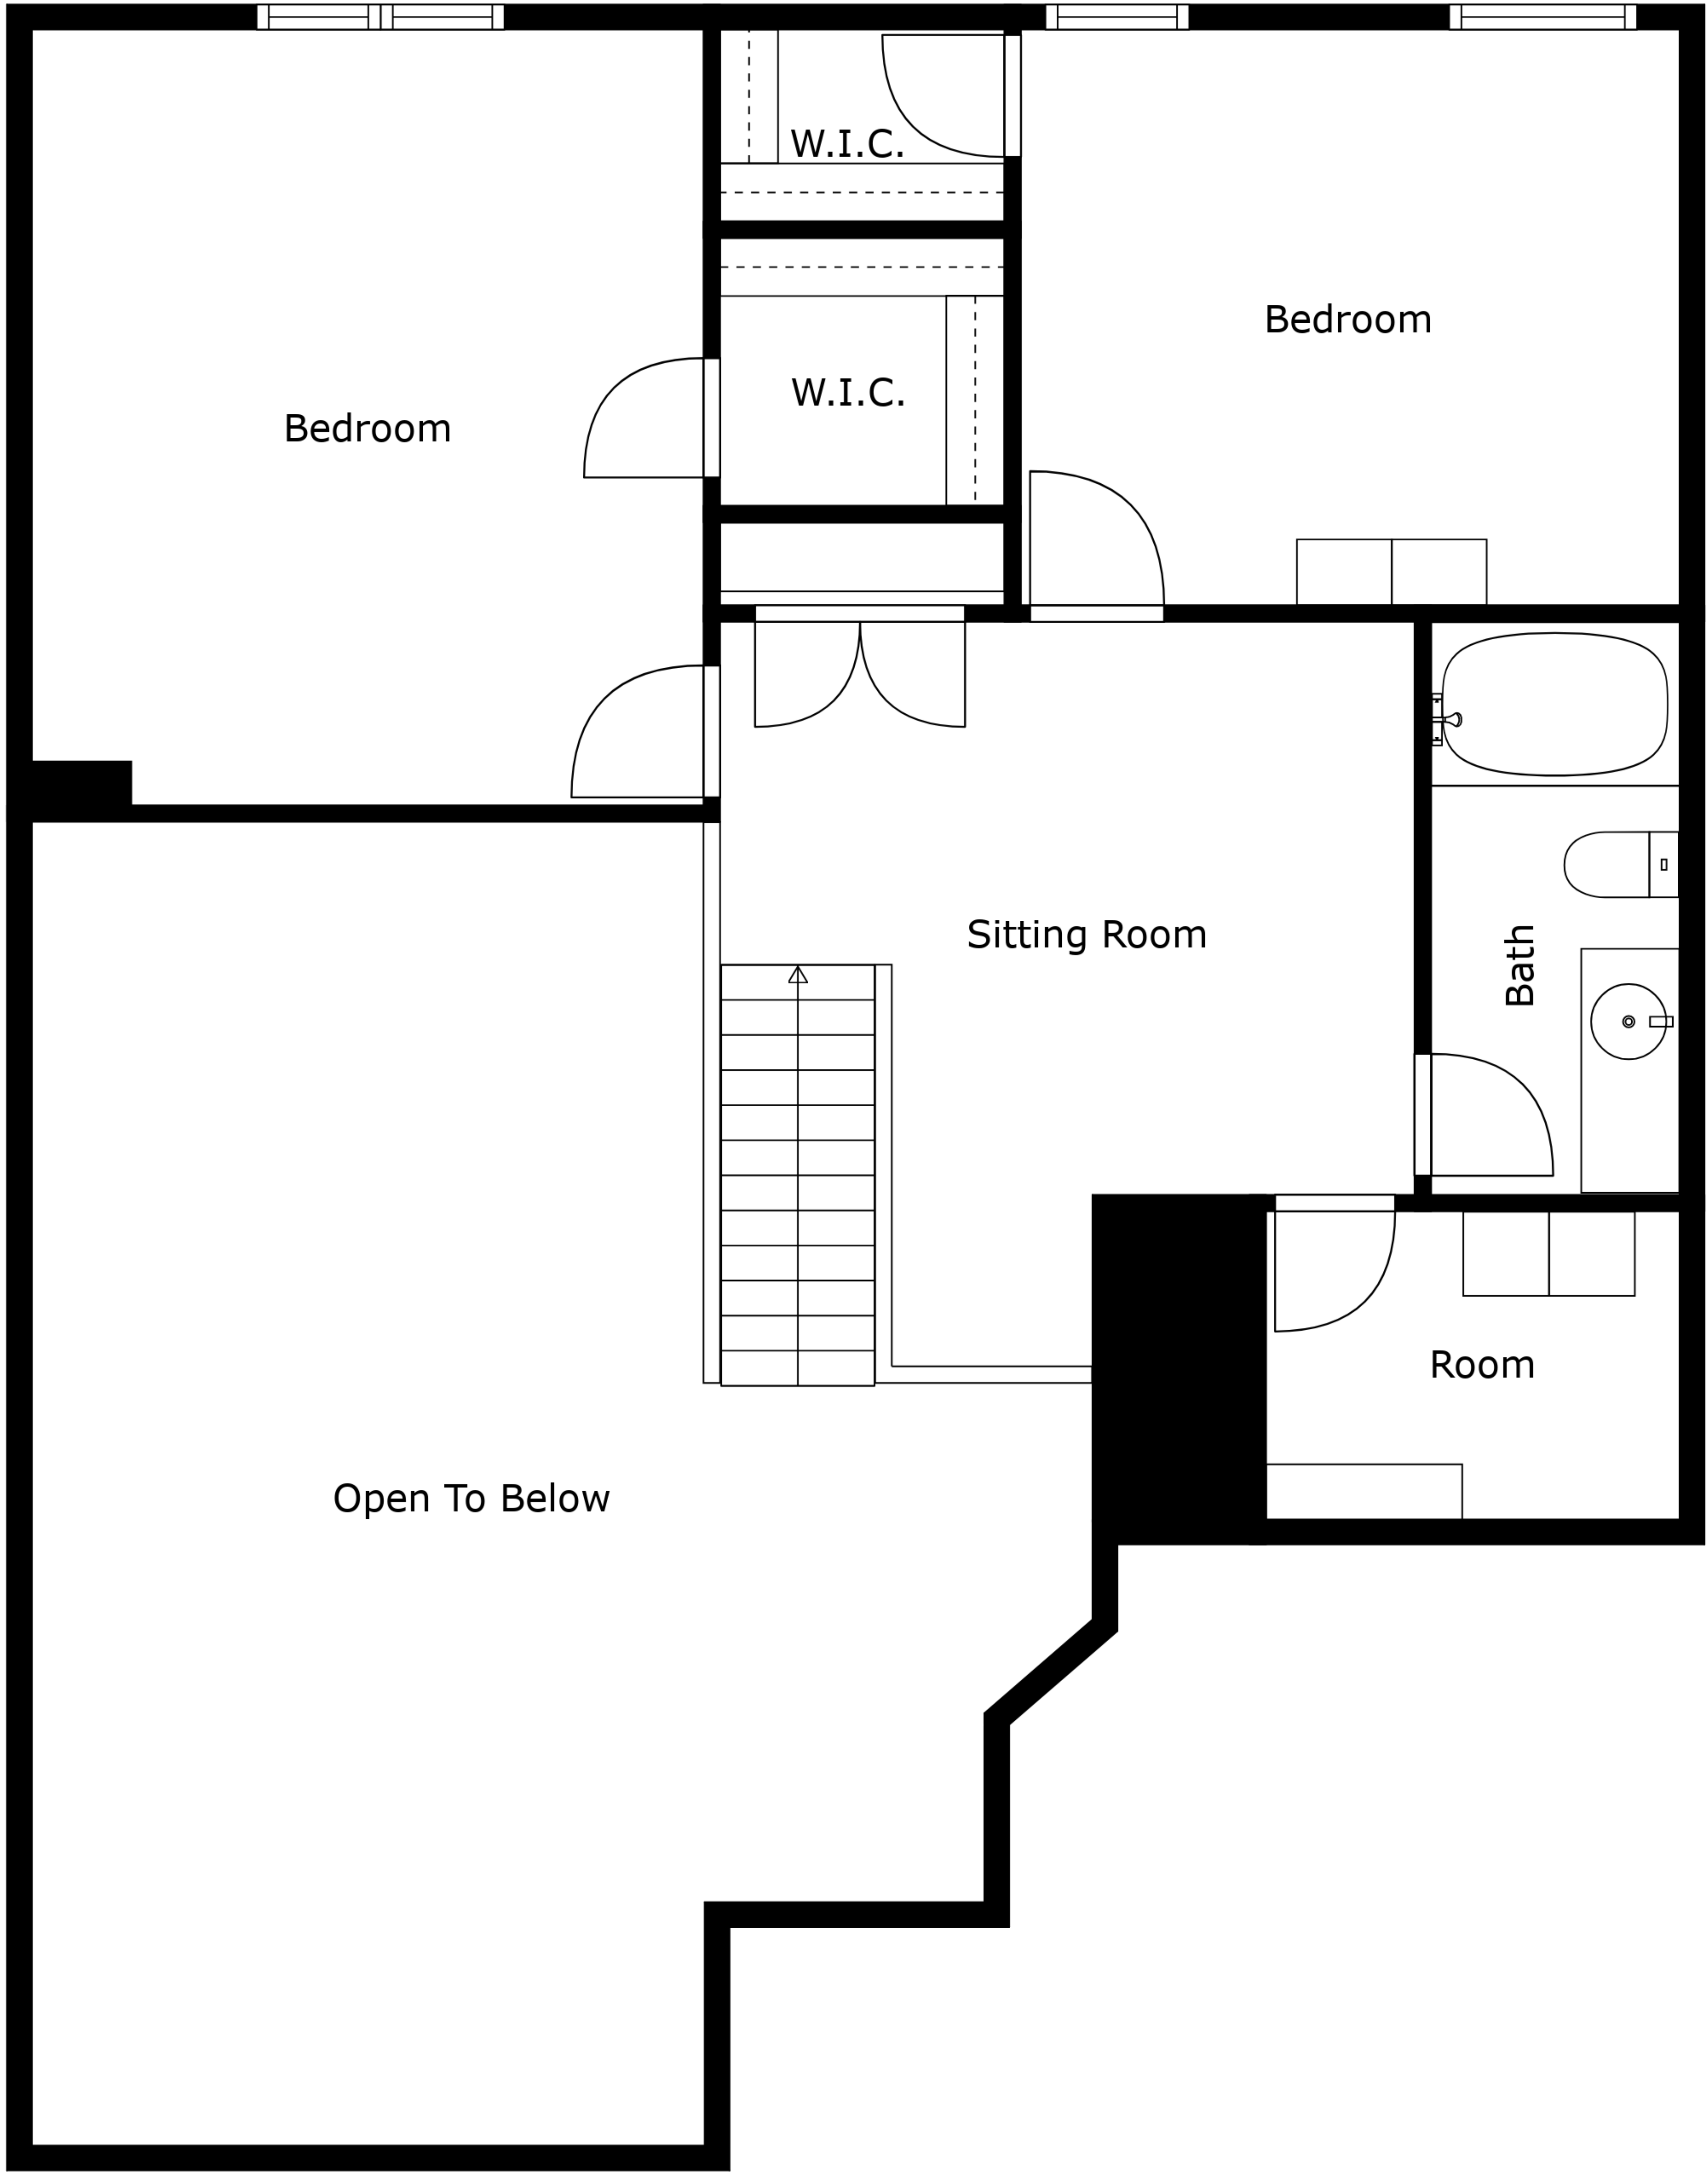 W.I.C.
Bedroom
W.I.C.
Bedroom
Sitting Room
Bath
Room
Open To Below